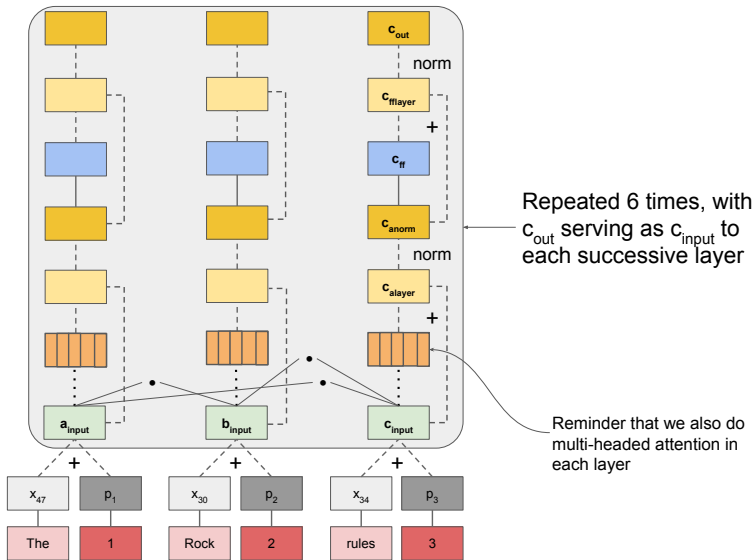 c_out
norm
c_fflayer
+
c_ff
c_anorm
norm
c_alayer
+
a_input
b_input
c_input
+
+
+
x_47
p_1
x_30
p_2
x_34
p_3
The
1
Rock
2
rules
3
Repeated 6 times, with
c_out serving as c_input to
each successive layer
Reminder that we also do
multi-headed attention in
each layer